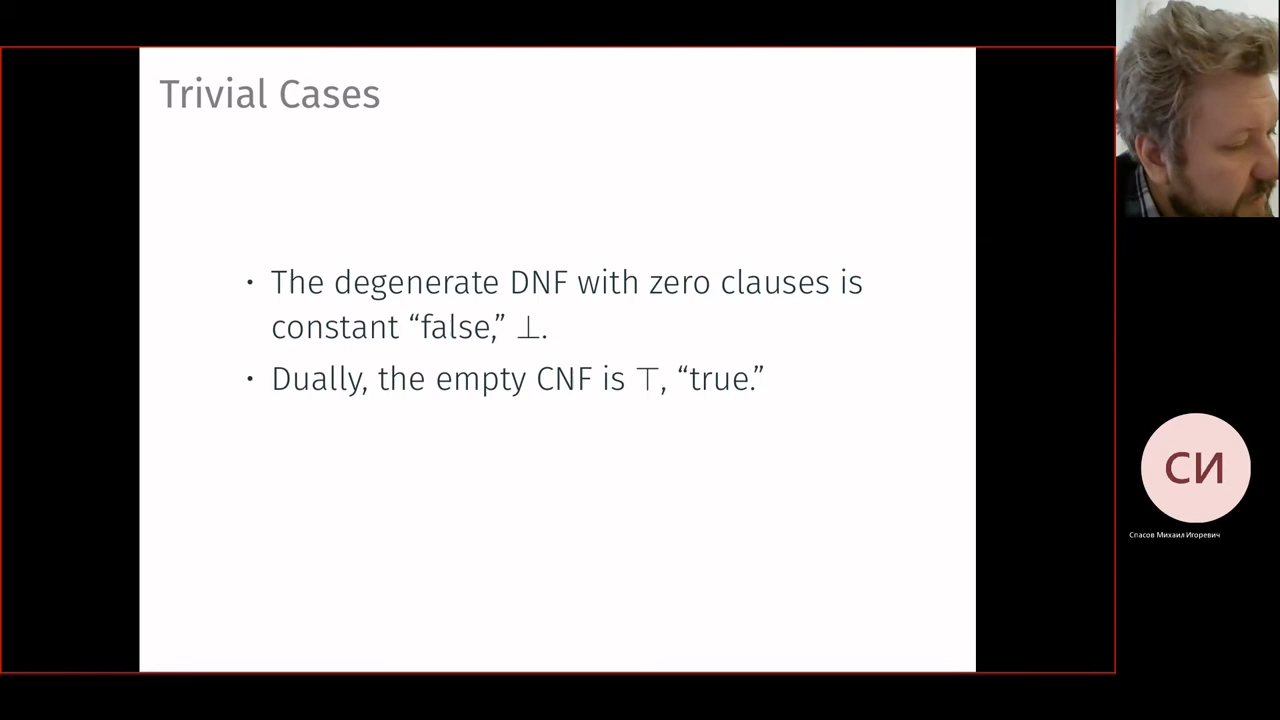 Trivial Cases
• The degenerate DNF with zero clauses is
constant “false,” ⊥.
• Dually, the empty CNF is ⊤, “true.”
СИ
Спасов Михаил Игоревич